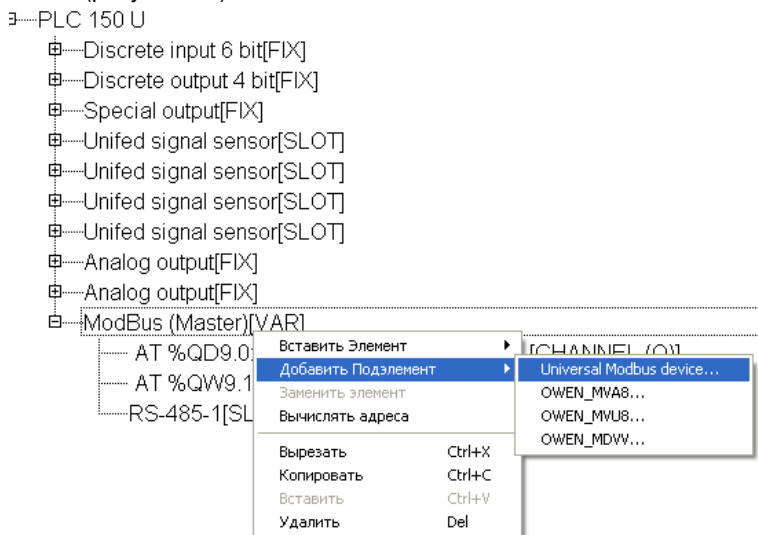 PLC 150 U
Discrete input 6 bit[FIX]
Discrete output 4 bit[FIX]
Special output[FIX]
Unifed signal sensor[SLOT]
Unifed signal sensor[SLOT]
Unifed signal sensor[SLOT]
Unifed signal sensor[SLOT]
Analog output[FIX]
Analog output[FIX]
ModBus (Master)[VAR]
AT %QD9.0: [CHANNEL (Q)]
AT %QW9.1
RS-485-1[SL
Вставить Элемент
Добавить Подэлемент
Заменить элемент
Вычислять адреса
Вырезать Ctrl+X
Копировать Ctrl+C
Вставить Ctrl+V
Удалить Del
Universal Modbus device...
OWEN_MVA8...
OWEN_MVU8...
OWEN_MDVV...